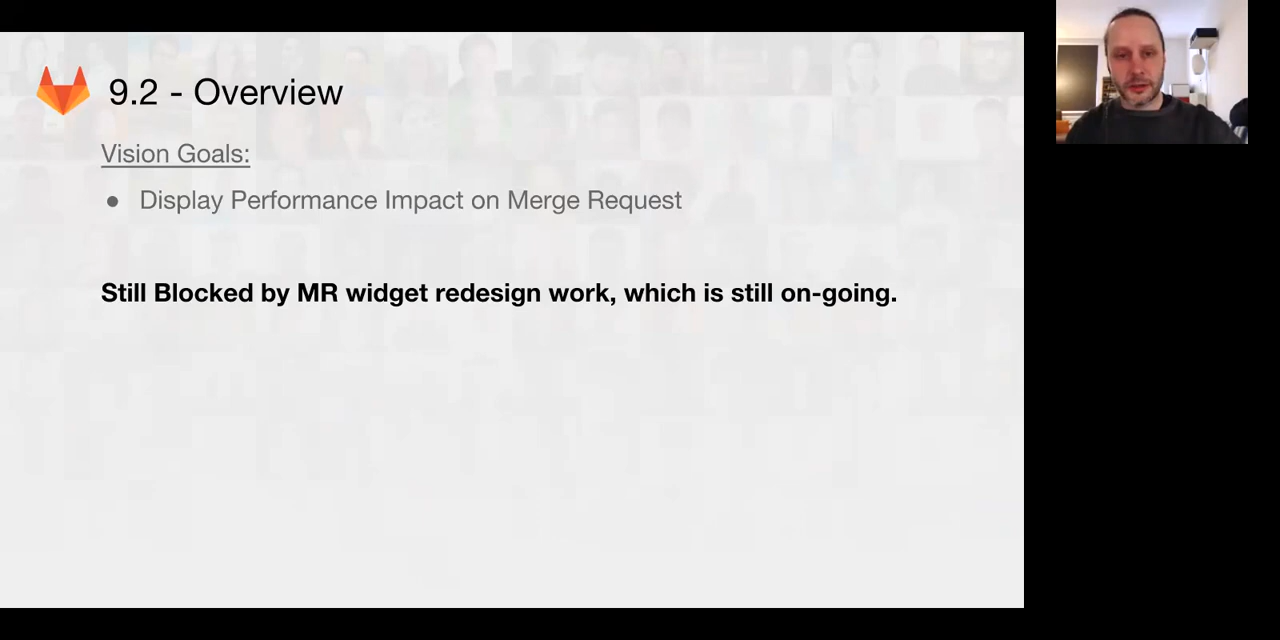 9.2 - Overview
Vision Goals:
● Display Performance Impact on Merge Request
Still Blocked by MR widget redesign work, which is still on-going.